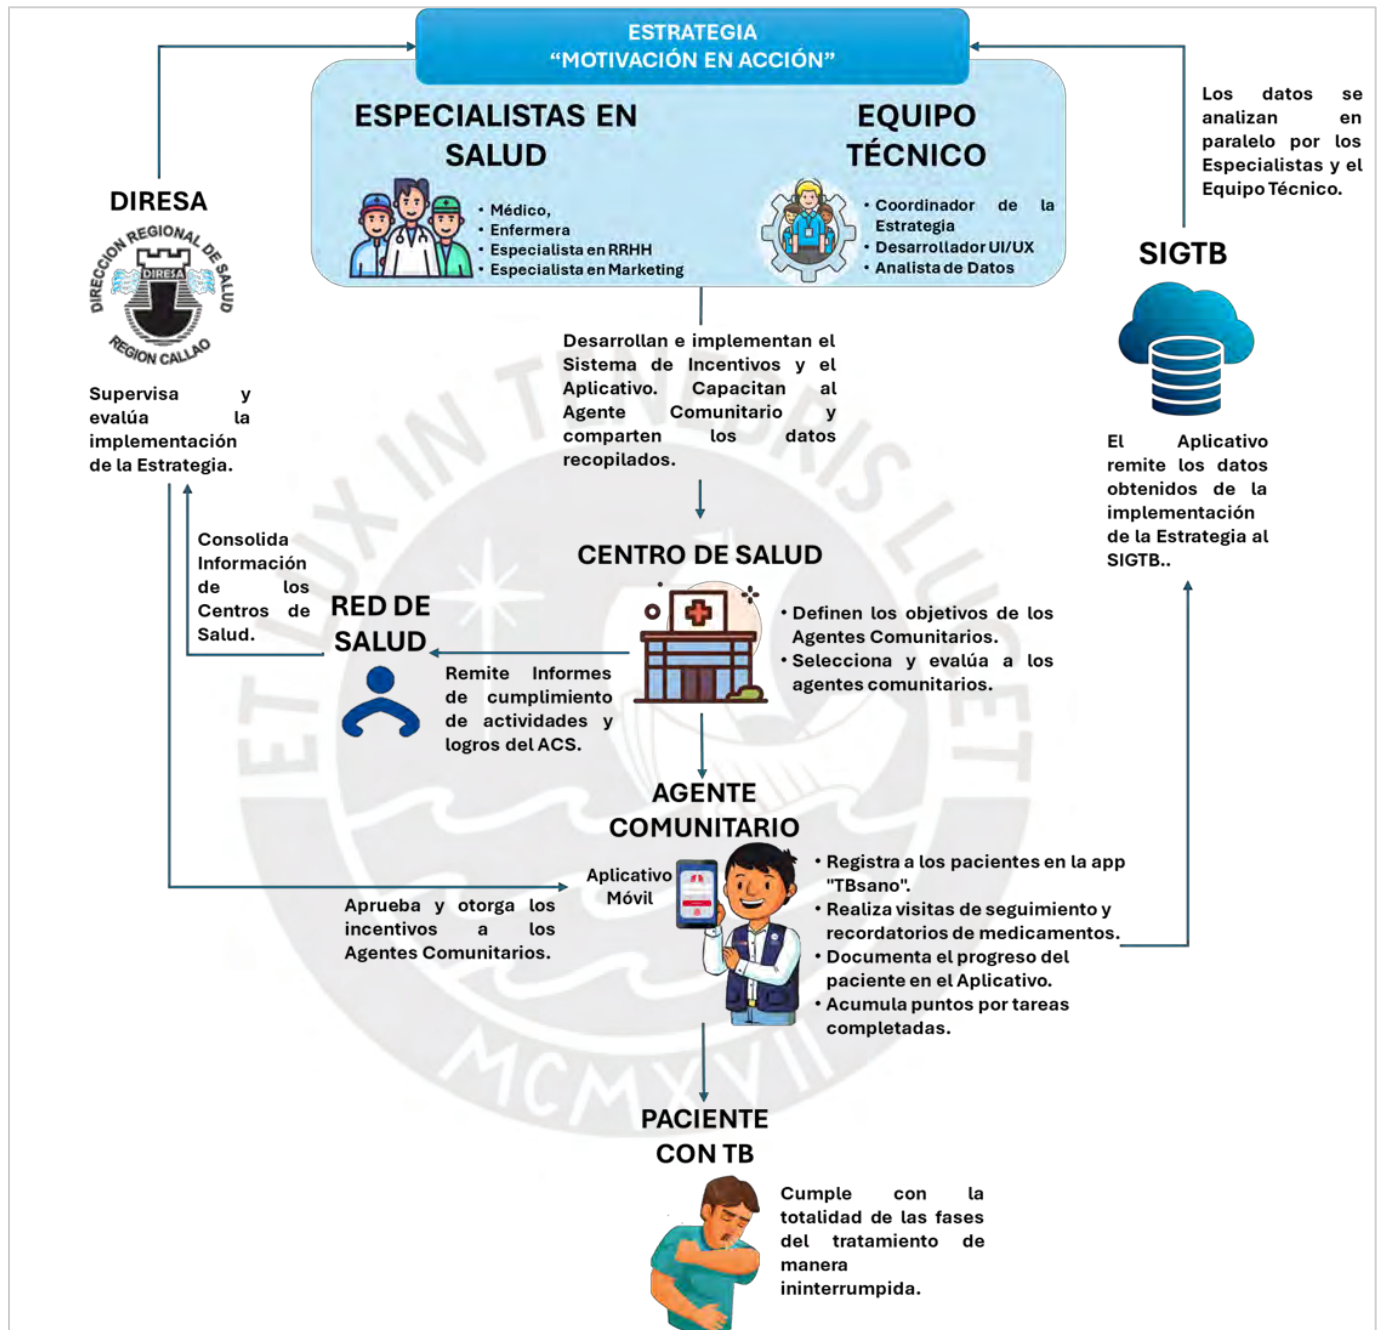 ESTRATEGIA
“MOTIVACIÓN EN ACCIÓN”
ESPECIALISTAS EN
SALUD
• Médico,
• Enfermera
• Especialista en RRHH
• Especialista en Marketing
EQUIPO
TÉCNICO
• Coordinador de la
Estrategia
• Desarrollador UI/UX
• Analista de Datos
Los datos se
analizan en
paralelo por los
Especialistas y el
Equipo Técnico.
DIRESA
DIRECCION REGIONAL DE SALUD
DIRESA
REGION CALLAO
Supervisa y
evalúa la
implementación
de la Estrategia.
SIGTB
El Aplicativo
remite los datos
obtenidos de la
implementación
de la Estrategia al
SIGTB..
Desarrollan e implementan el
Sistema de Incentivos y el
Aplicativo. Capacitan al
Agente Comunitario y
comparten los datos
recopilados.
Consolida
Información
de los
Centros de
Salud.
RED DE
SALUD
CENTRO DE SALUD
• Definen los objetivos de los
Agentes Comunitarios.
• Selecciona y evalúa a los
agentes comunitarios.
Remite Informes
de cumplimiento
de actividades y
logros del ACS.
AGENTE
COMUNITARIO
Aplicativo
Móvil
• Registra a los pacientes en la app
"TBsano".
• Realiza visitas de seguimiento y
recordatorios de medicamentos.
• Documenta el progreso del
paciente en el Aplicativo.
• Acumula puntos por tareas
completadas.
Aprueba y otorga los
incentivos a los
Agentes Comunitarios.
PACIENTE
CON TB
Cumple con la
totalidad de las fases
del tratamiento de
manera
ininterrumpida.
ET LUX IN TENEBRIS LUCET
MCMXVII